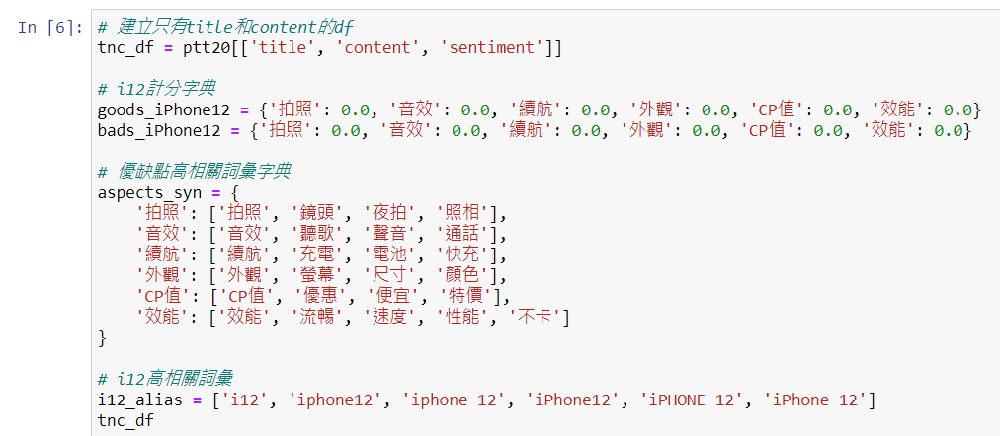 In [6]: # 建立只有title和content的df
tnc_df = ptt20[['title', 'content', 'sentiment']]
# i12計分字典
goods_iPhone12 = {'拍照': 0.0, '音效': 0.0, '續航': 0.0, '外觀': 0.0, 'CP值': 0.0, '效能': 0.0}
bads_iPhone12 = {'拍照': 0.0, '音效': 0.0, '續航': 0.0, '外觀': 0.0, 'CP值': 0.0, '效能': 0.0}
# 優缺點高相關詞彙字典
aspects_syn = {
'拍照': ['拍照', '鏡頭', '夜拍', '照相'],
'音效': ['音效', '聽歌', '聲音', '通話'],
'續航': ['續航', '充電', '電池', '快充'],
'外觀': ['外觀', '螢幕', '尺寸', '顏色'],
'CP值': ['CP值', '優惠', '便宜', '特價'],
'效能': ['效能', '流暢', '速度', '性能', '不卡']
}
# i12高相關詞彙
i12_alias = ['i12', 'iphone12', 'iphone 12', 'iPhone12', 'iPHONE 12', 'iPhone 12']
tnc_df